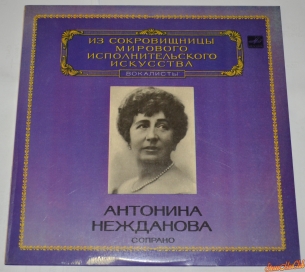 ИЗ СОКРОВИЩНИЦЫ
МИРОВОГО
ИСПОЛНИТЕЛЬСКОГО
ИСКУССТВА
ВОКАЛИСТЫ
АНТОНИНА
НЕЖДАНОВА
СОПРАНО